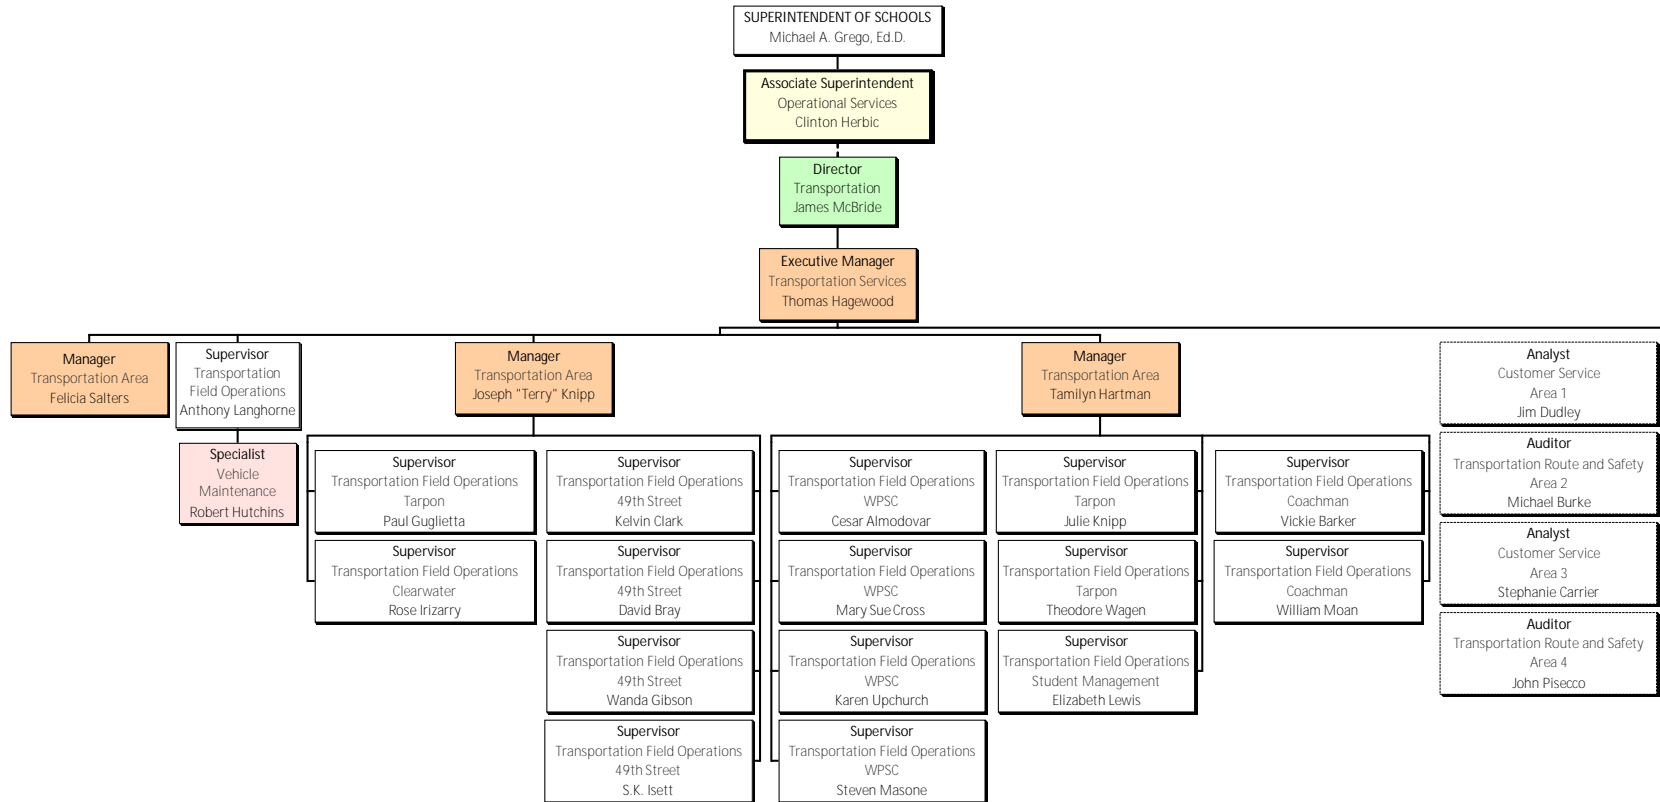 SUPERINTENDENT OF SCHOOLS
Michael A. Grego, Ed.D.
Associate Superintendent
Operational Services
Clinton Herbic
Director
Transportation
James McBride
Executive Manager
Transportation Services
Thomas Hagewood
Manager
Transportation Area
Felicia Salters
Supervisor
Transportation
Field Operations
Anthony Langhorne
Specialist
Vehicle
Maintenance
Robert Hutchins
Manager
Transportation Area
Joseph "Terry" Knipp
Supervisor
Transportation Field Operations
Tarpon
Paul Guglietta
Supervisor
Transportation Field Operations
Clearwater
Rose Irizarry
Supervisor
Transportation Field Operations
49th Street
Kelvin Clark
Supervisor
Transportation Field Operations
49th Street
David Bray
Supervisor
Transportation Field Operations
49th Street
Wanda Gibson
Supervisor
Transportation Field Operations
49th Street
S.K. Isett
Manager
Transportation Area
Tamilyn Hartman
Supervisor
Transportation Field Operations
WPSC
Cesar Almodovar
Supervisor
Transportation Field Operations
WPSC
Mary Sue Cross
Supervisor
Transportation Field Operations
WPSC
Karen Upchurch
Supervisor
Transportation Field Operations
WPSC
Steven Masone
Supervisor
Transportation Field Operations
Tarpon
Julie Knipp
Supervisor
Transportation Field Operations
Tarpon
Theodore Wagen
Supervisor
Transportation Field Operations
Student Management
Elizabeth Lewis
Supervisor
Transportation Field Operations
Coachman
Vickie Barker
Supervisor
Transportation Field Operations
Coachman
William Moan
Analyst
Customer Service
Area 1
Jim Dudley
Auditor
Transportation Route and Safety
Area 2
Michael Burke
Analyst
Customer Service
Area 3
Stephanie Carrier
Auditor
Transportation Route and Safety
Area 4
John Pisecco